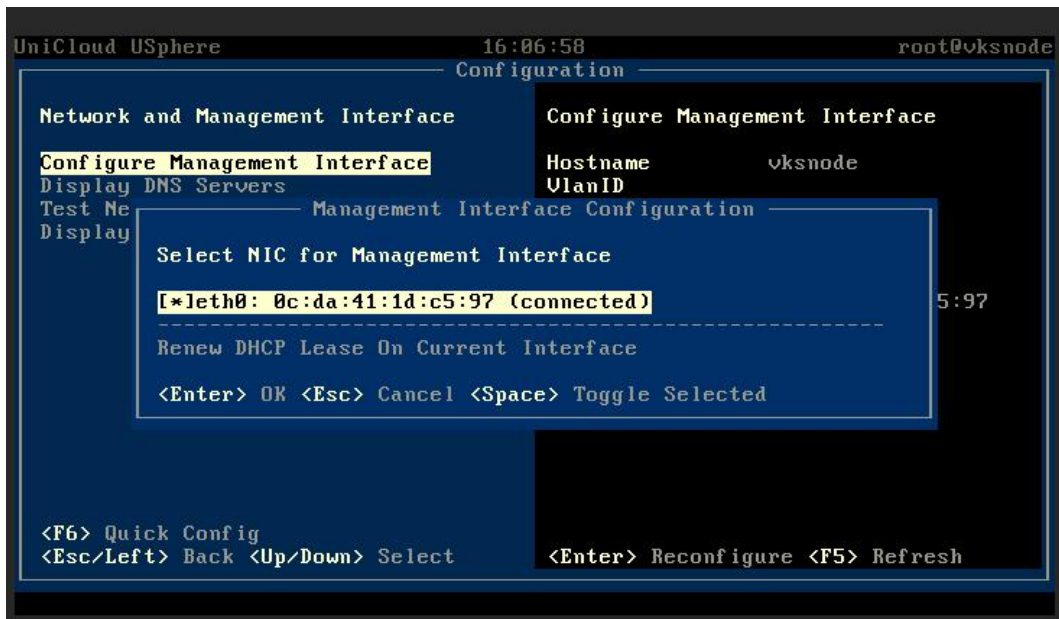 UniCloud USphere 16:06:58 root@vksnode
Configuration
Network and Management Interface
Configure Management Interface
Configure Management Interface
Hostname vksnode
Display DNS Servers
VlanID
Test Ne
Display
Management Interface Configuration
Select NIC for Management Interface
[*]eth0: 0c:da:41:1d:c5:97 (connected)
5:97
Renew DHCP Lease On Current Interface
<Enter> OK <Esc> Cancel <Space> Toggle Selected
<F6> Quick Config
<Esc/Left> Back <Up/Down> Select
<Enter> Reconfigure <F5> Refresh